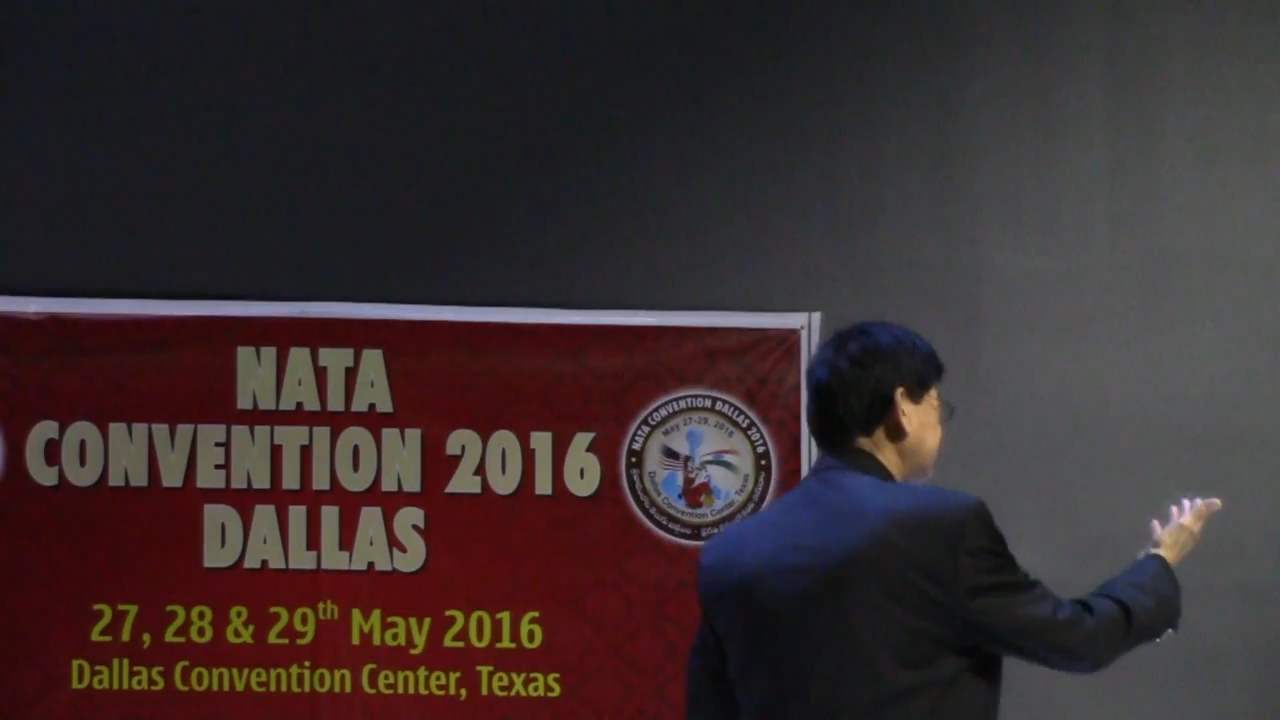 NATA
CONVENTION 2016
DALLAS
27, 28 & 29th May 2016
Dallas Convention Center, Texas
NATA CONVENTION DALLAS 2016
May 27-29, 2016
Dallas Convention Center, Texas